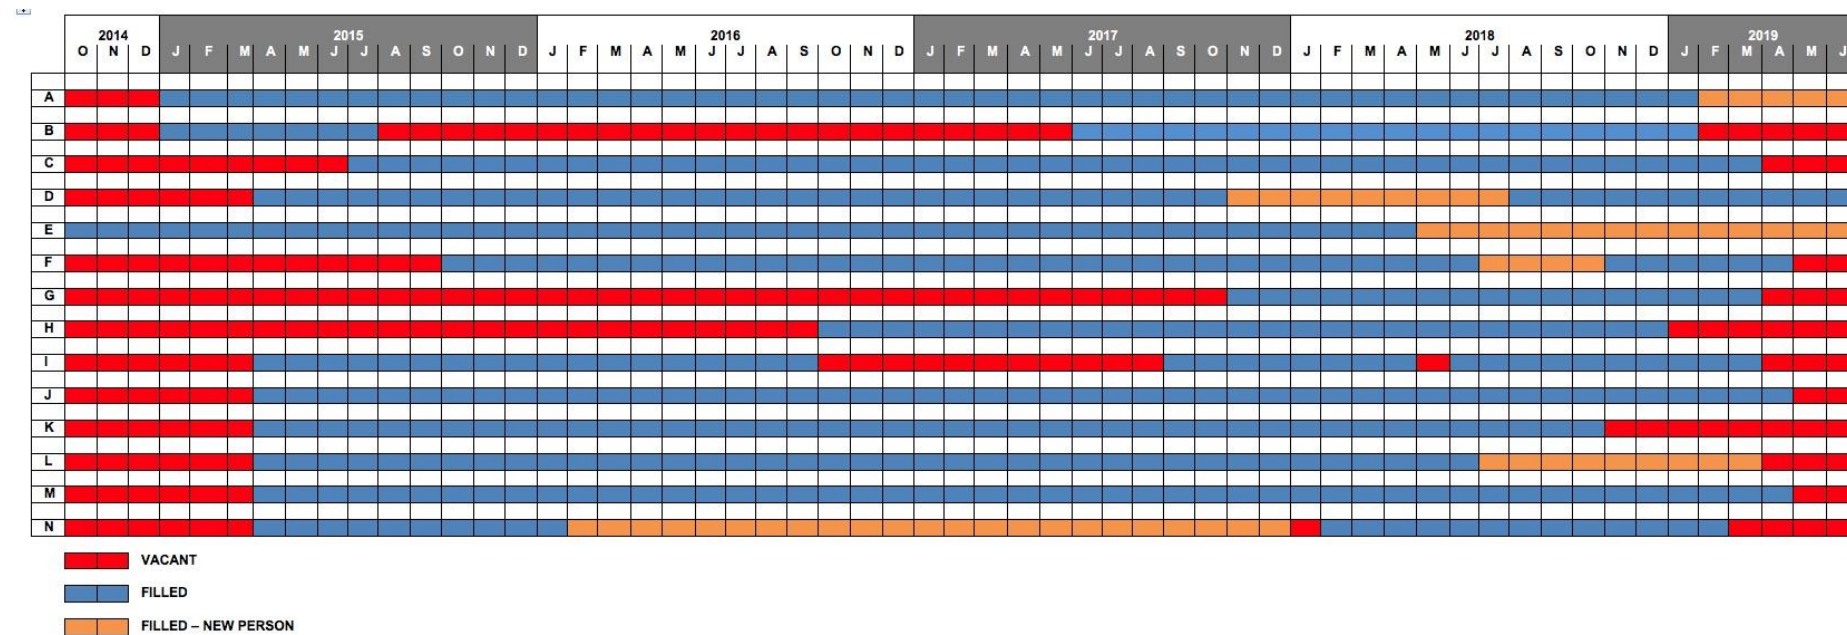 2014 2015 2016 2017 2018 2019
O N D J F M A M J J A S O N D J F M A M J J A S O N D J F M A M J J A S O N D J F M A M J J A S O N D J F M A M J
A
B
C
D
E
F
G
H
I
J
K
L
M
N
VACANT
FILLED
FILLED – NEW PERSON